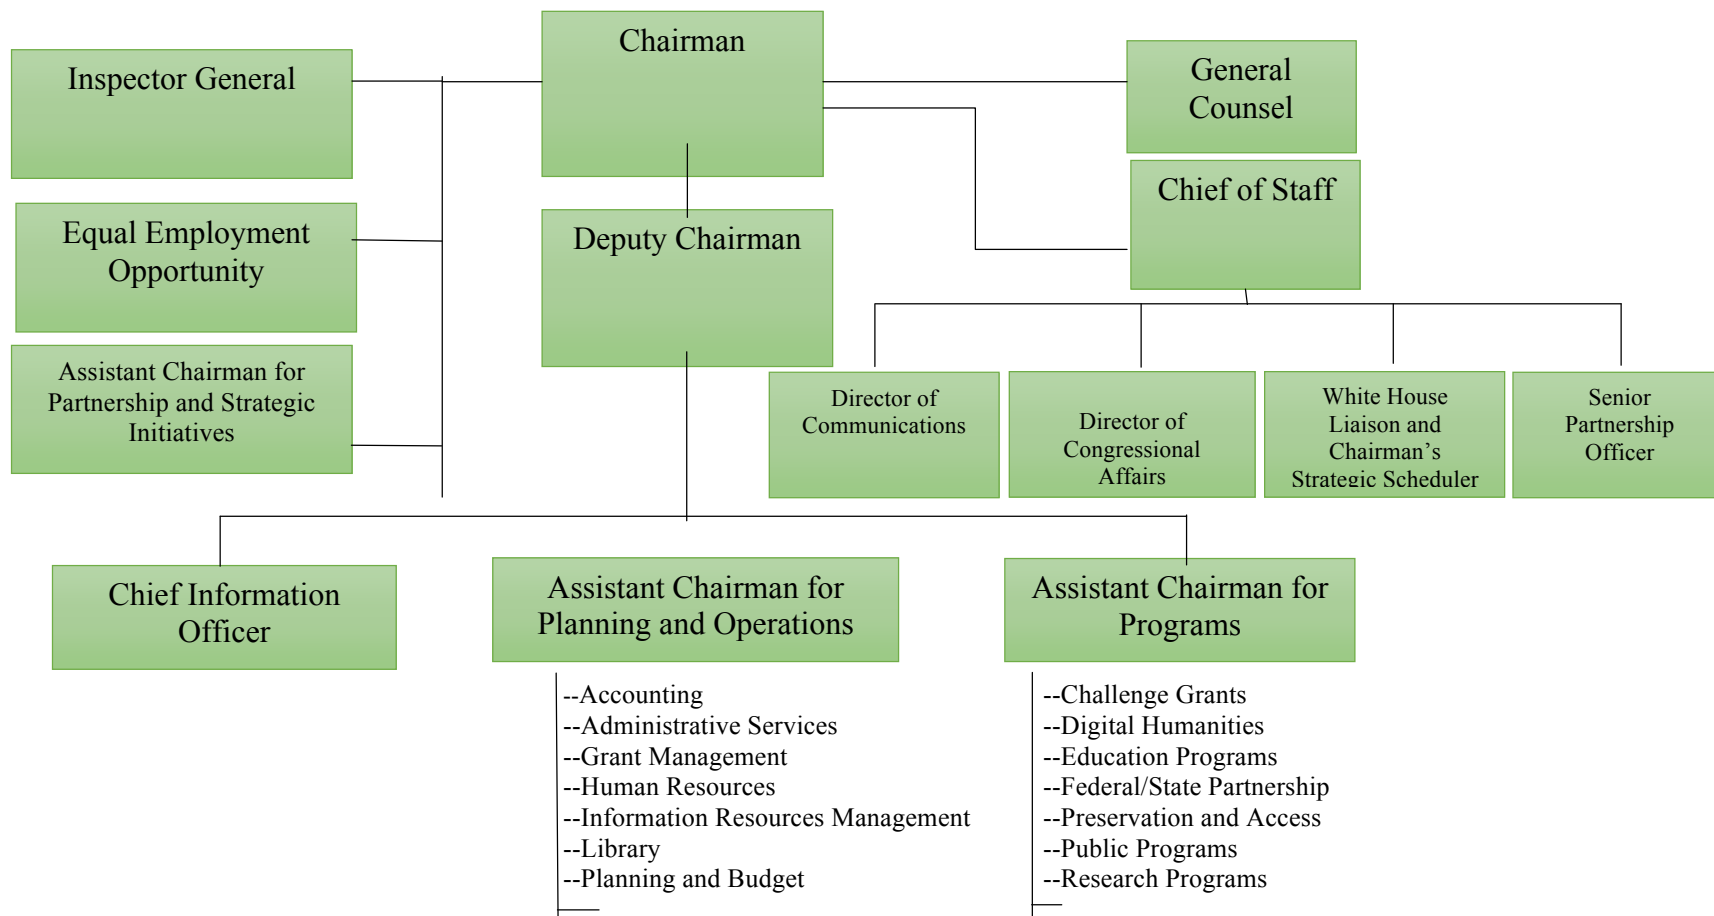 Chairman
Inspector General
General
Counsel
Chief of Staff
Equal Employment
Opportunity
Deputy Chairman
Assistant Chairman for
Partnership and Strategic
Initiatives
Director of
Communications
Director of
Congressional
Affairs
White House
Liaison and
Chairman’s
Strategic Scheduler
Senior
Partnership
Officer
Chief Information
Officer
Assistant Chairman for
Planning and Operations
Assistant Chairman for
Programs
--Accounting
--Administrative Services
--Grant Management
--Human Resources
--Information Resources Management
--Library
--Planning and Budget
--Challenge Grants
--Digital Humanities
--Education Programs
--Federal/State Partnership
--Preservation and Access
--Public Programs
--Research Programs